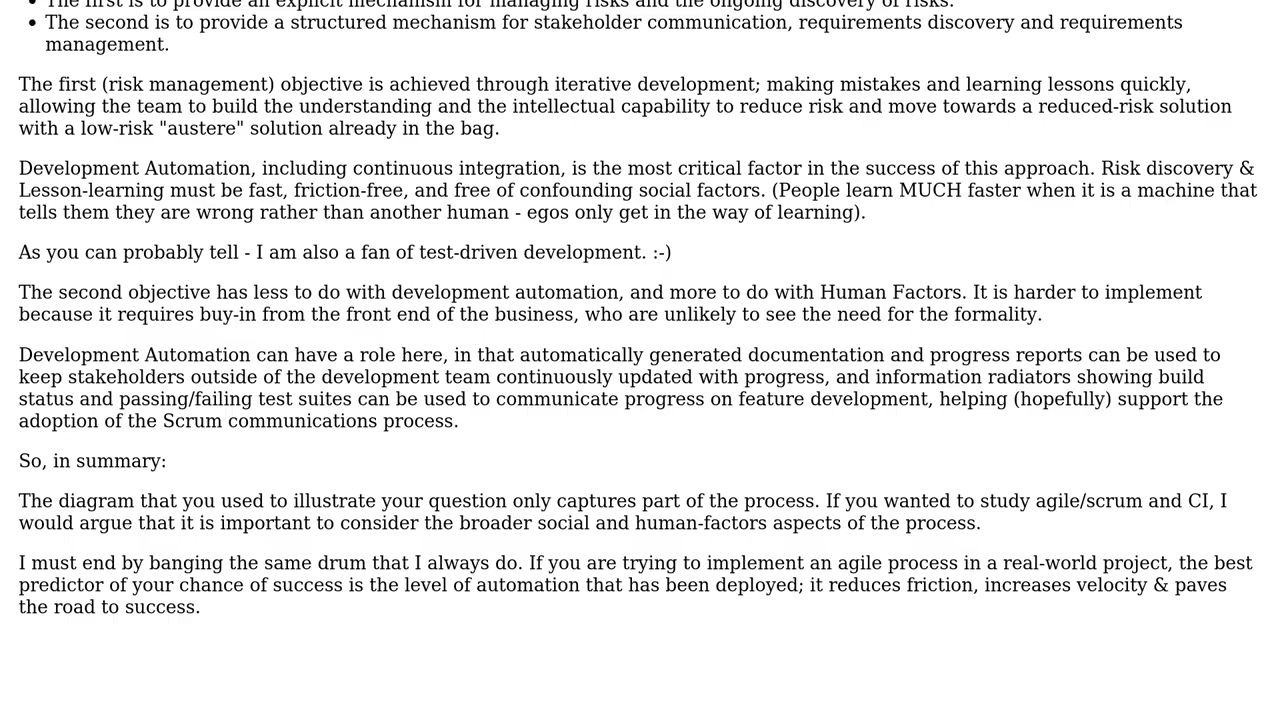 • The first is to provide an explicit mechanism for managing risks and the ongoing discovery of risks.
• The second is to provide a structured mechanism for stakeholder communication, requirements discovery and requirements
management.
The first (risk management) objective is achieved through iterative development; making mistakes and learning lessons quickly,
allowing the team to build the understanding and the intellectual capability to reduce risk and move towards a reduced-risk solution
with a low-risk "austere" solution already in the bag.
Development Automation, including continuous integration, is the most critical factor in the success of this approach. Risk discovery &
Lesson-learning must be fast, friction-free, and free of confounding social factors. (People learn MUCH faster when it is a machine that
tells them they are wrong rather than another human - egos only get in the way of learning).
As you can probably tell - I am also a fan of test-driven development. :-)
The second objective has less to do with development automation, and more to do with Human Factors. It is harder to implement
because it requires buy-in from the front end of the business, who are unlikely to see the need for the formality.
Development Automation can have a role here, in that automatically generated documentation and progress reports can be used to
keep stakeholders outside of the development team continuously updated with progress, and information radiators showing build
status and passing/failing test suites can be used to communicate progress on feature development, helping (hopefully) support the
adoption of the Scrum communications process.
So, in summary:
The diagram that you used to illustrate your question only captures part of the process. If you wanted to study agile/scrum and CI, I
would argue that it is important to consider the broader social and human-factors aspects of the process.
I must end by banging the same drum that I always do. If you are trying to implement an agile process in a real-world project, the best
predictor of your chance of success is the level of automation that has been deployed; it reduces friction, increases velocity & paves
the road to success.